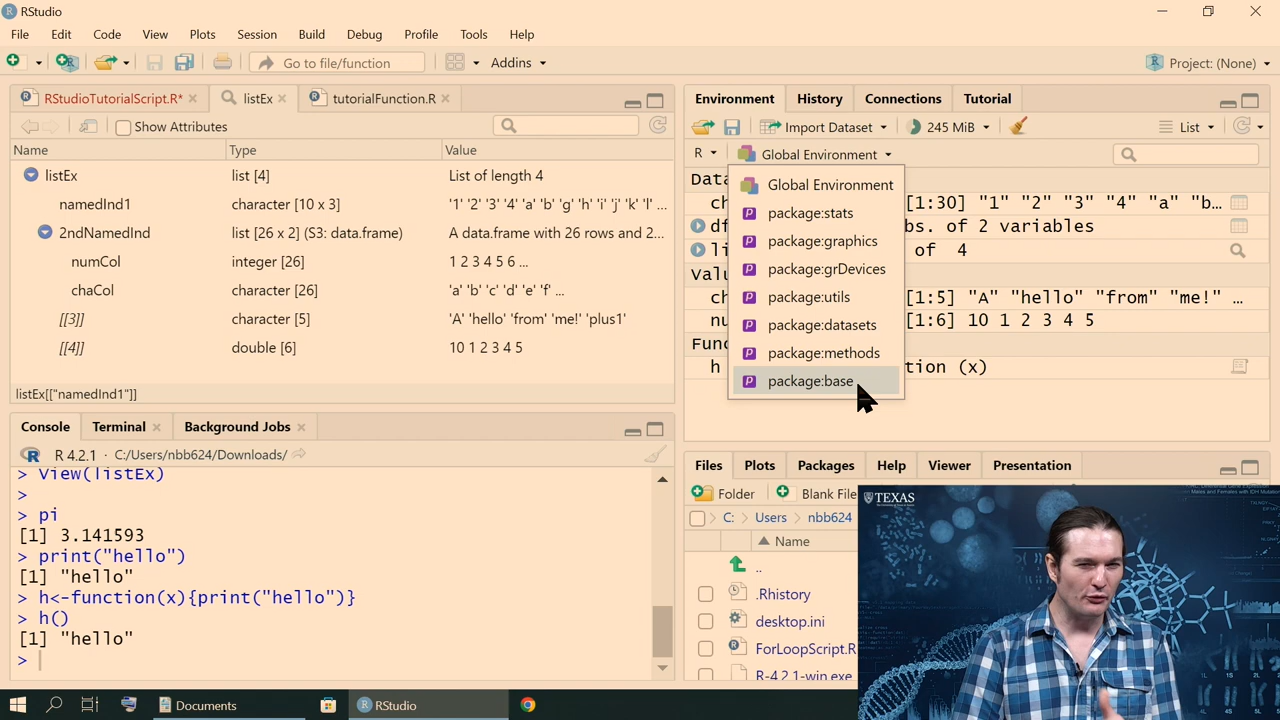 RStudio
File Edit Code View Plots Session Build Debug Profile Tools Help
Go to file/function Addins Project: (None)
RStudioTutorialScript.R* listEx tutorialFunction.R
Show Attributes
Name Type Value
listEx list [4] List of length 4
namedInd1 character [10 x 3] '1' '2' '3' '4' 'a' 'b' 'g' 'h' 'i' 'j' 'k' 'l' ...
2ndNamedInd list [26 x 2] (S3: data.frame) A data.frame with 26 rows and 2...
numCol integer [26] 1 2 3 4 5 6 ...
chaCol character [26] 'a' 'b' 'c' 'd' 'e' 'f' ...
[[3]] character [5] 'A' 'hello' 'from' 'me!' 'plus1'
[[4]] double [6] 10 1 2 3 4 5
listEx[["namedInd1"]]
Console Terminal Background Jobs
R 4.2.1 · C:/Users/nbb624/Downloads/
> View(listEx)
>
> pi
[1] 3.141593
> print("hello")
[1] "hello"
> h<-function(x){print("hello")}
> h()
[1] "hello"
>
Environment History Connections Tutorial
Import Dataset 245 MiB List
R Global Environment
Data
Global Environment
package:stats
package:graphics
package:grDevices
package:utils
package:datasets
package:methods
package:base
ch [1:30] "1" "2" "3" "4" "a" "b...
df bs. of 2 variables
li of 4
Valu
ch [1:5] "A" "hello" "from" "me!" ...
nu [1:6] 10 1 2 3 4 5
Func
h tion (x)
Files Plots Packages Help Viewer Presentation
Folder Blank File
C: Users nbb624
Name
..
.Rhistory
desktop.ini
ForLoopScript.R
R-4.2.1-win.exe
TEXAS
Documents RStudio